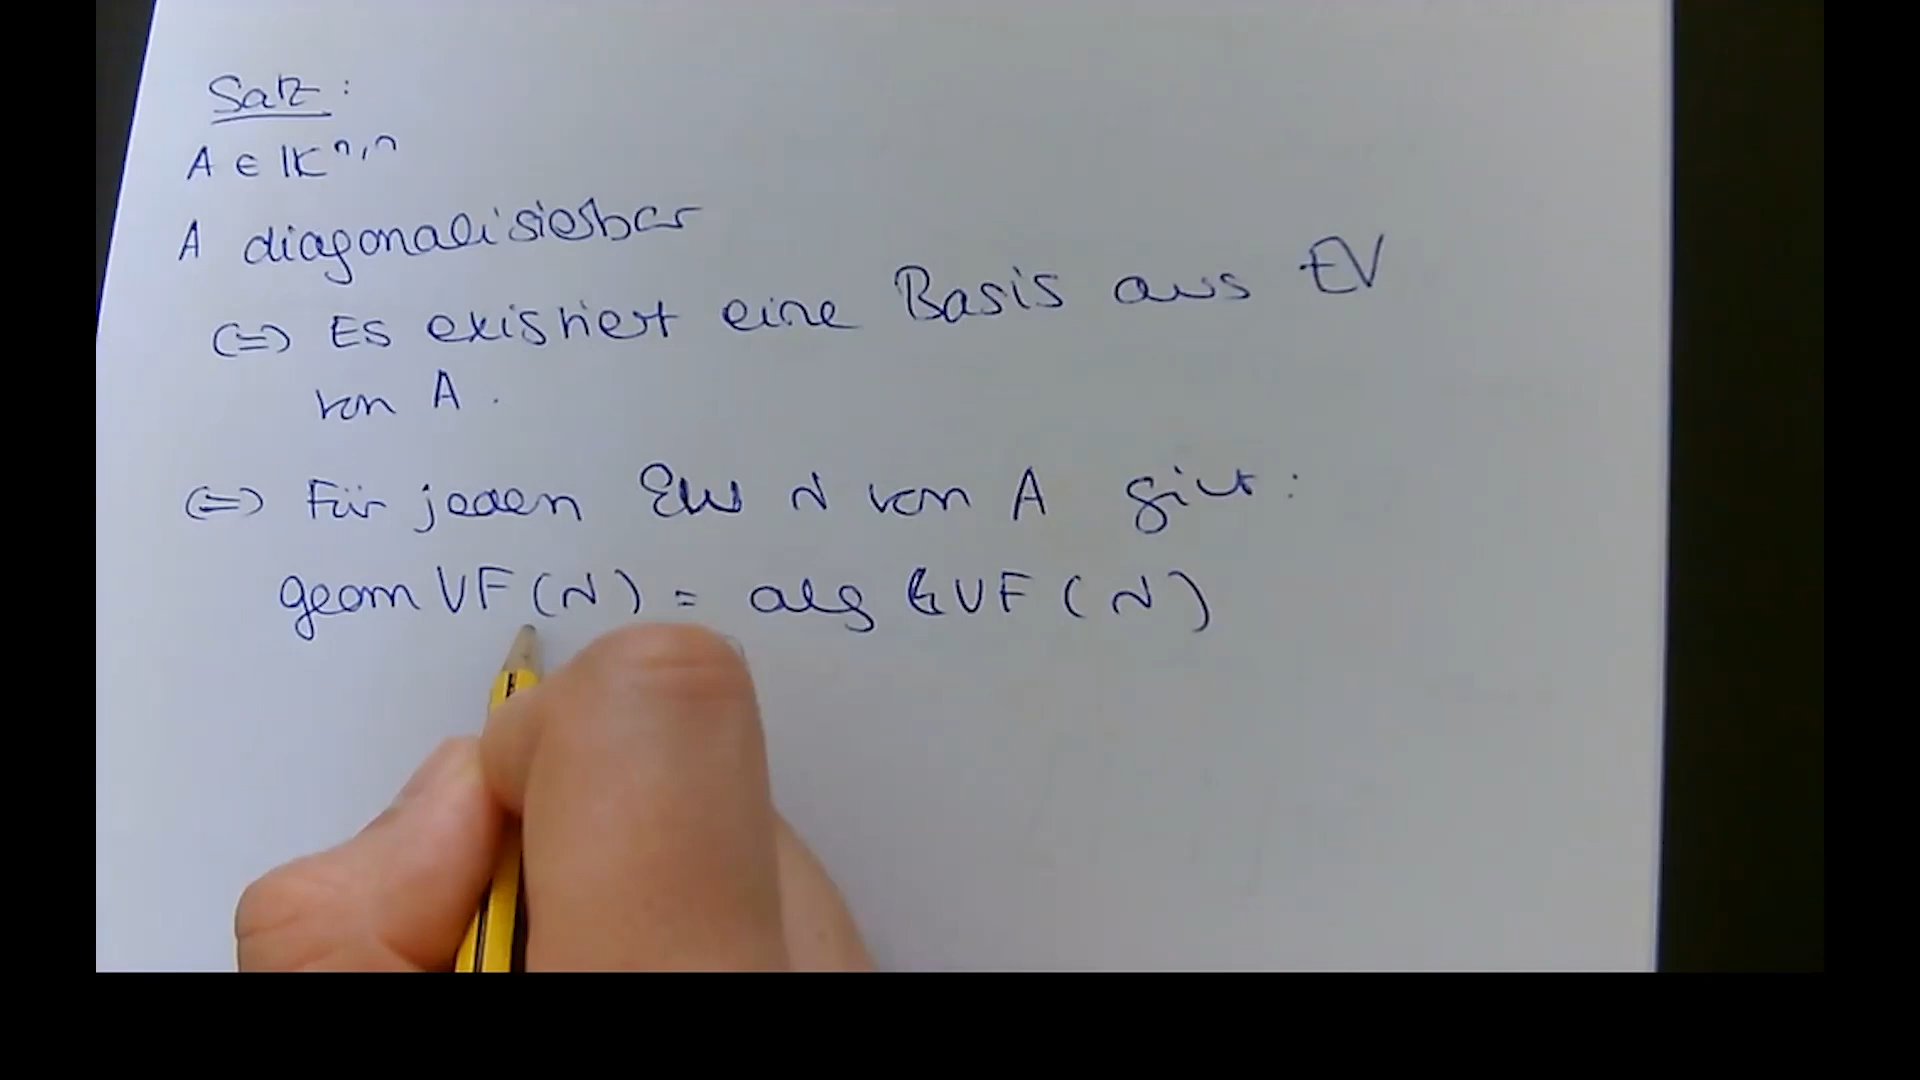 Satz:
A ∈ K^n,n
A diagonalisierbar
(=) Es existiert eine Basis aus EV
von A.
(=) Für jeden EW λ von A gilt:
geom VF(λ) = alg VF(λ)